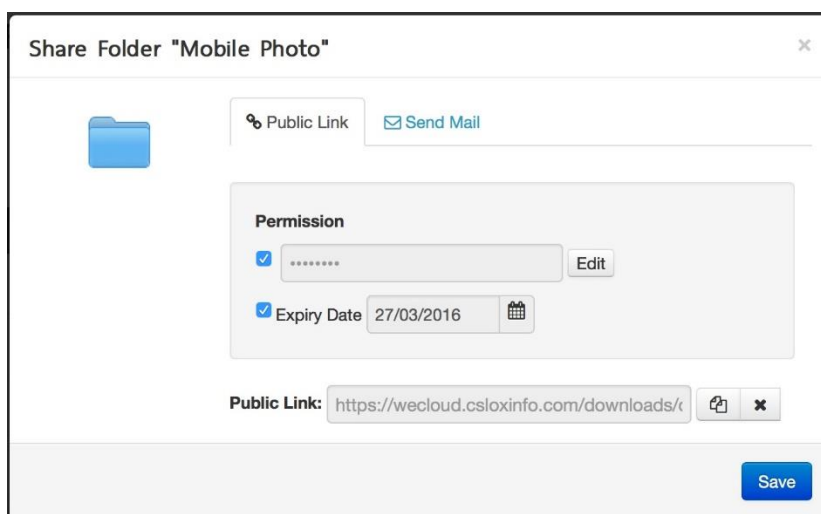 Share Folder "Mobile Photo"
Public Link Send Mail
Permission
•••••••• Edit
Expiry Date 27/03/2016
Public Link: https://wecloud.csloxinfo.com/downloads/
Save